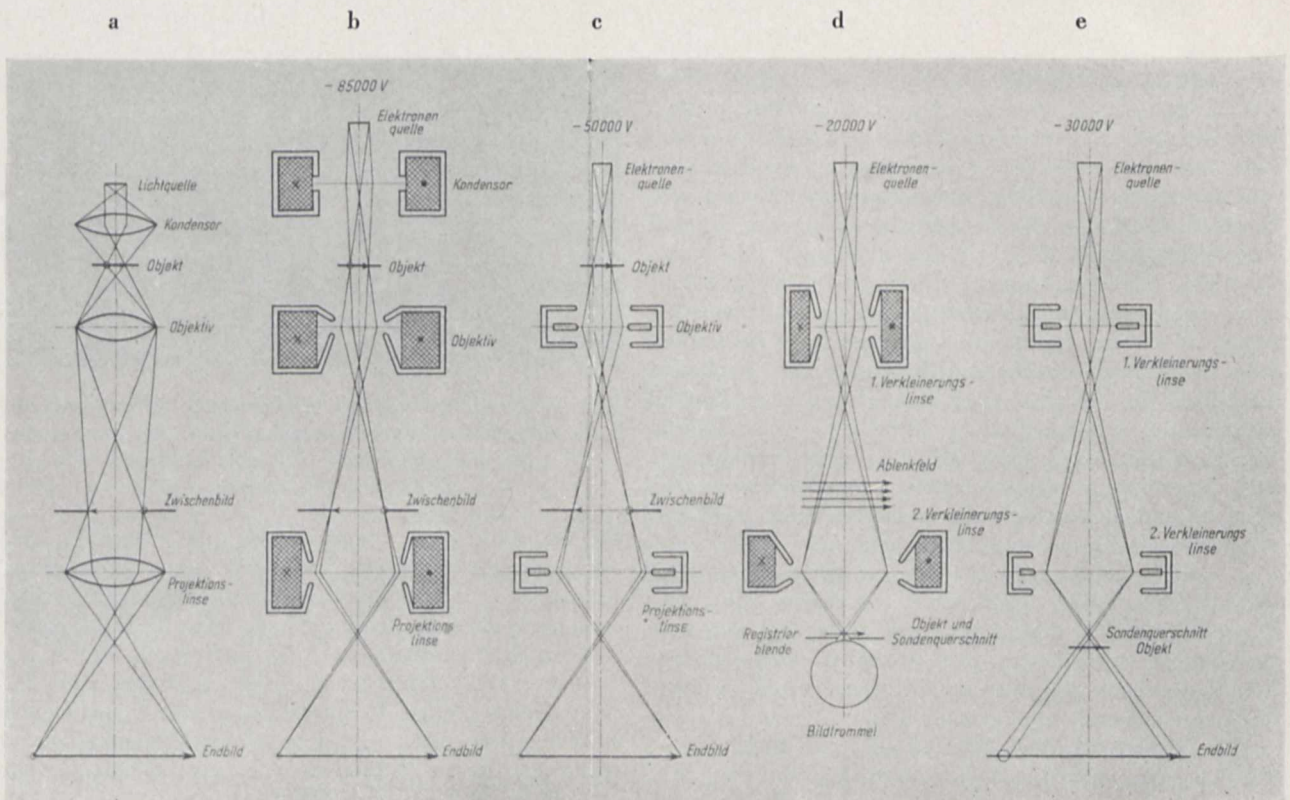 a
b
c
d
e
Lichtquelle
Kondensor
Objekt
Objektiv
Zwischenbild
Projektions-
linse
Endbild
- 85000 V
Elektronen
quelle
Kondensor
Objekt
Objektiv
Zwischenbild
Projektions
linse
Endbild
- 50000 V
Elektronen-
quelle
Objekt
Objektiv
Zwischenbild
Projektions-
linse
Endbild
- 20000 V
Elektronen-
quelle
1. Verkleinerungs-
linse
Ablenkfeld
2. Verkleinerungs-
linse
Registrier
blende
Objekt und
Sondenquerschnitt
Bildtrommel
- 30000 V
Elektronen-
quelle
1. Verkleinerungs-
linse
2. Verkleinerungs
linse
Sondenquerschnitt
Objekt
Endbild